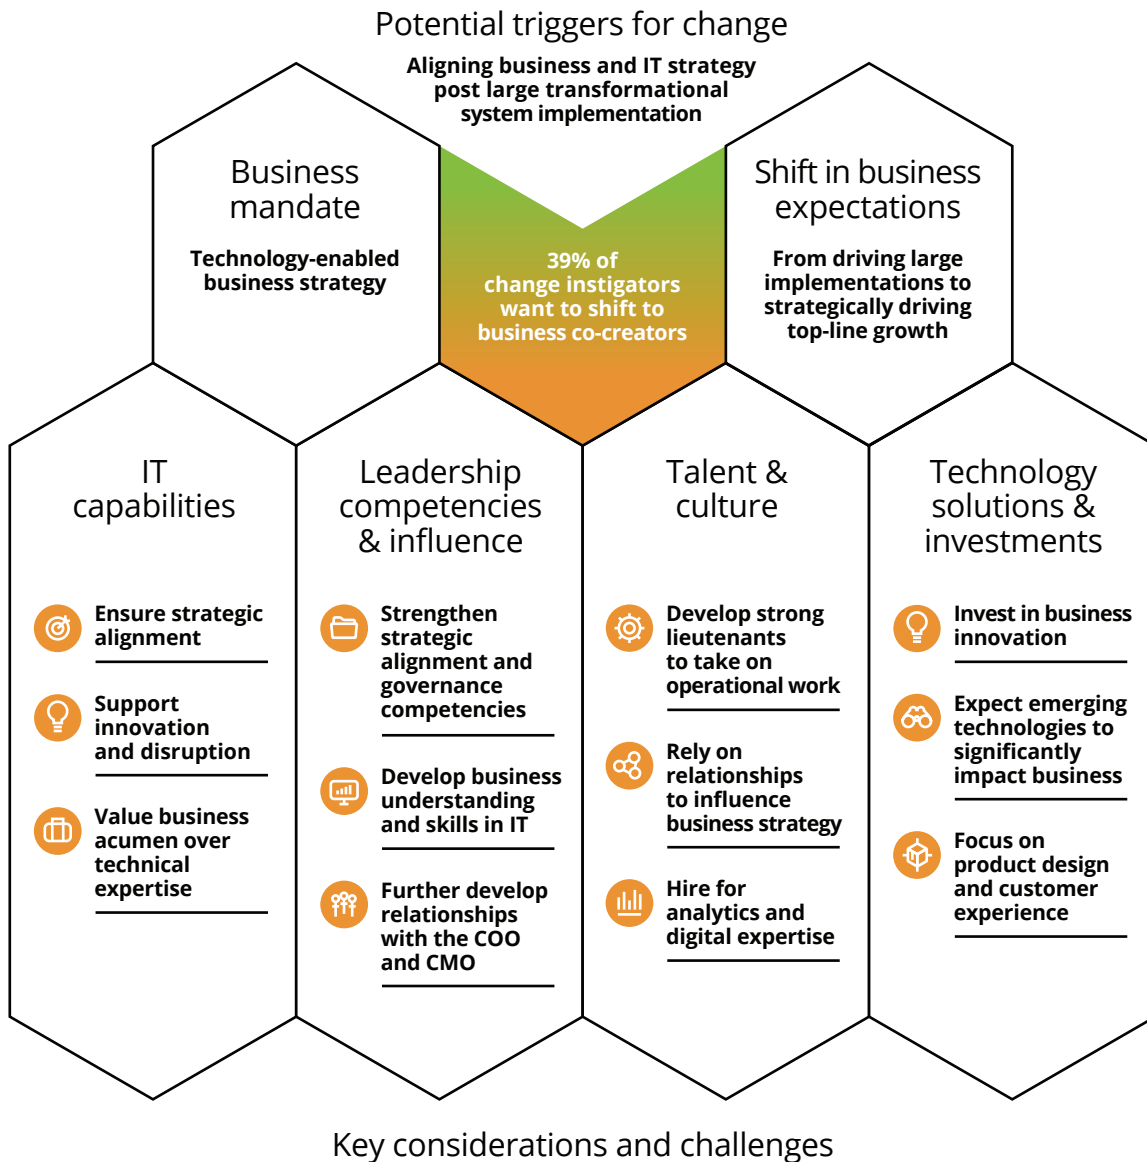 Potential triggers for change
Aligning business and IT strategy
post large transformational
system implementation
Business
mandate
Technology-enabled
business strategy
39% of
change instigators
want to shift to
business co-creators
Shift in business
expectations
From driving large
implementations to
strategically driving
top-line growth
IT
capabilities
Ensure strategic
alignment
Support
innovation
and disruption
Value business
acumen over
technical
expertise
Leadership
competencies
& influence
Strengthen
strategic
alignment and
governance
competencies
Develop business
understanding
and skills in IT
Further develop
relationships
with the COO
and CMO
Talent &
culture
Develop strong
lieutenants
to take on
operational work
Rely on
relationships
to influence
business strategy
Hire for
analytics and
digital expertise
Technology
solutions &
investments
Invest in business
innovation
Expect emerging
technologies to
significantly
impact business
Focus on
product design
and customer
experience
Key considerations and challenges